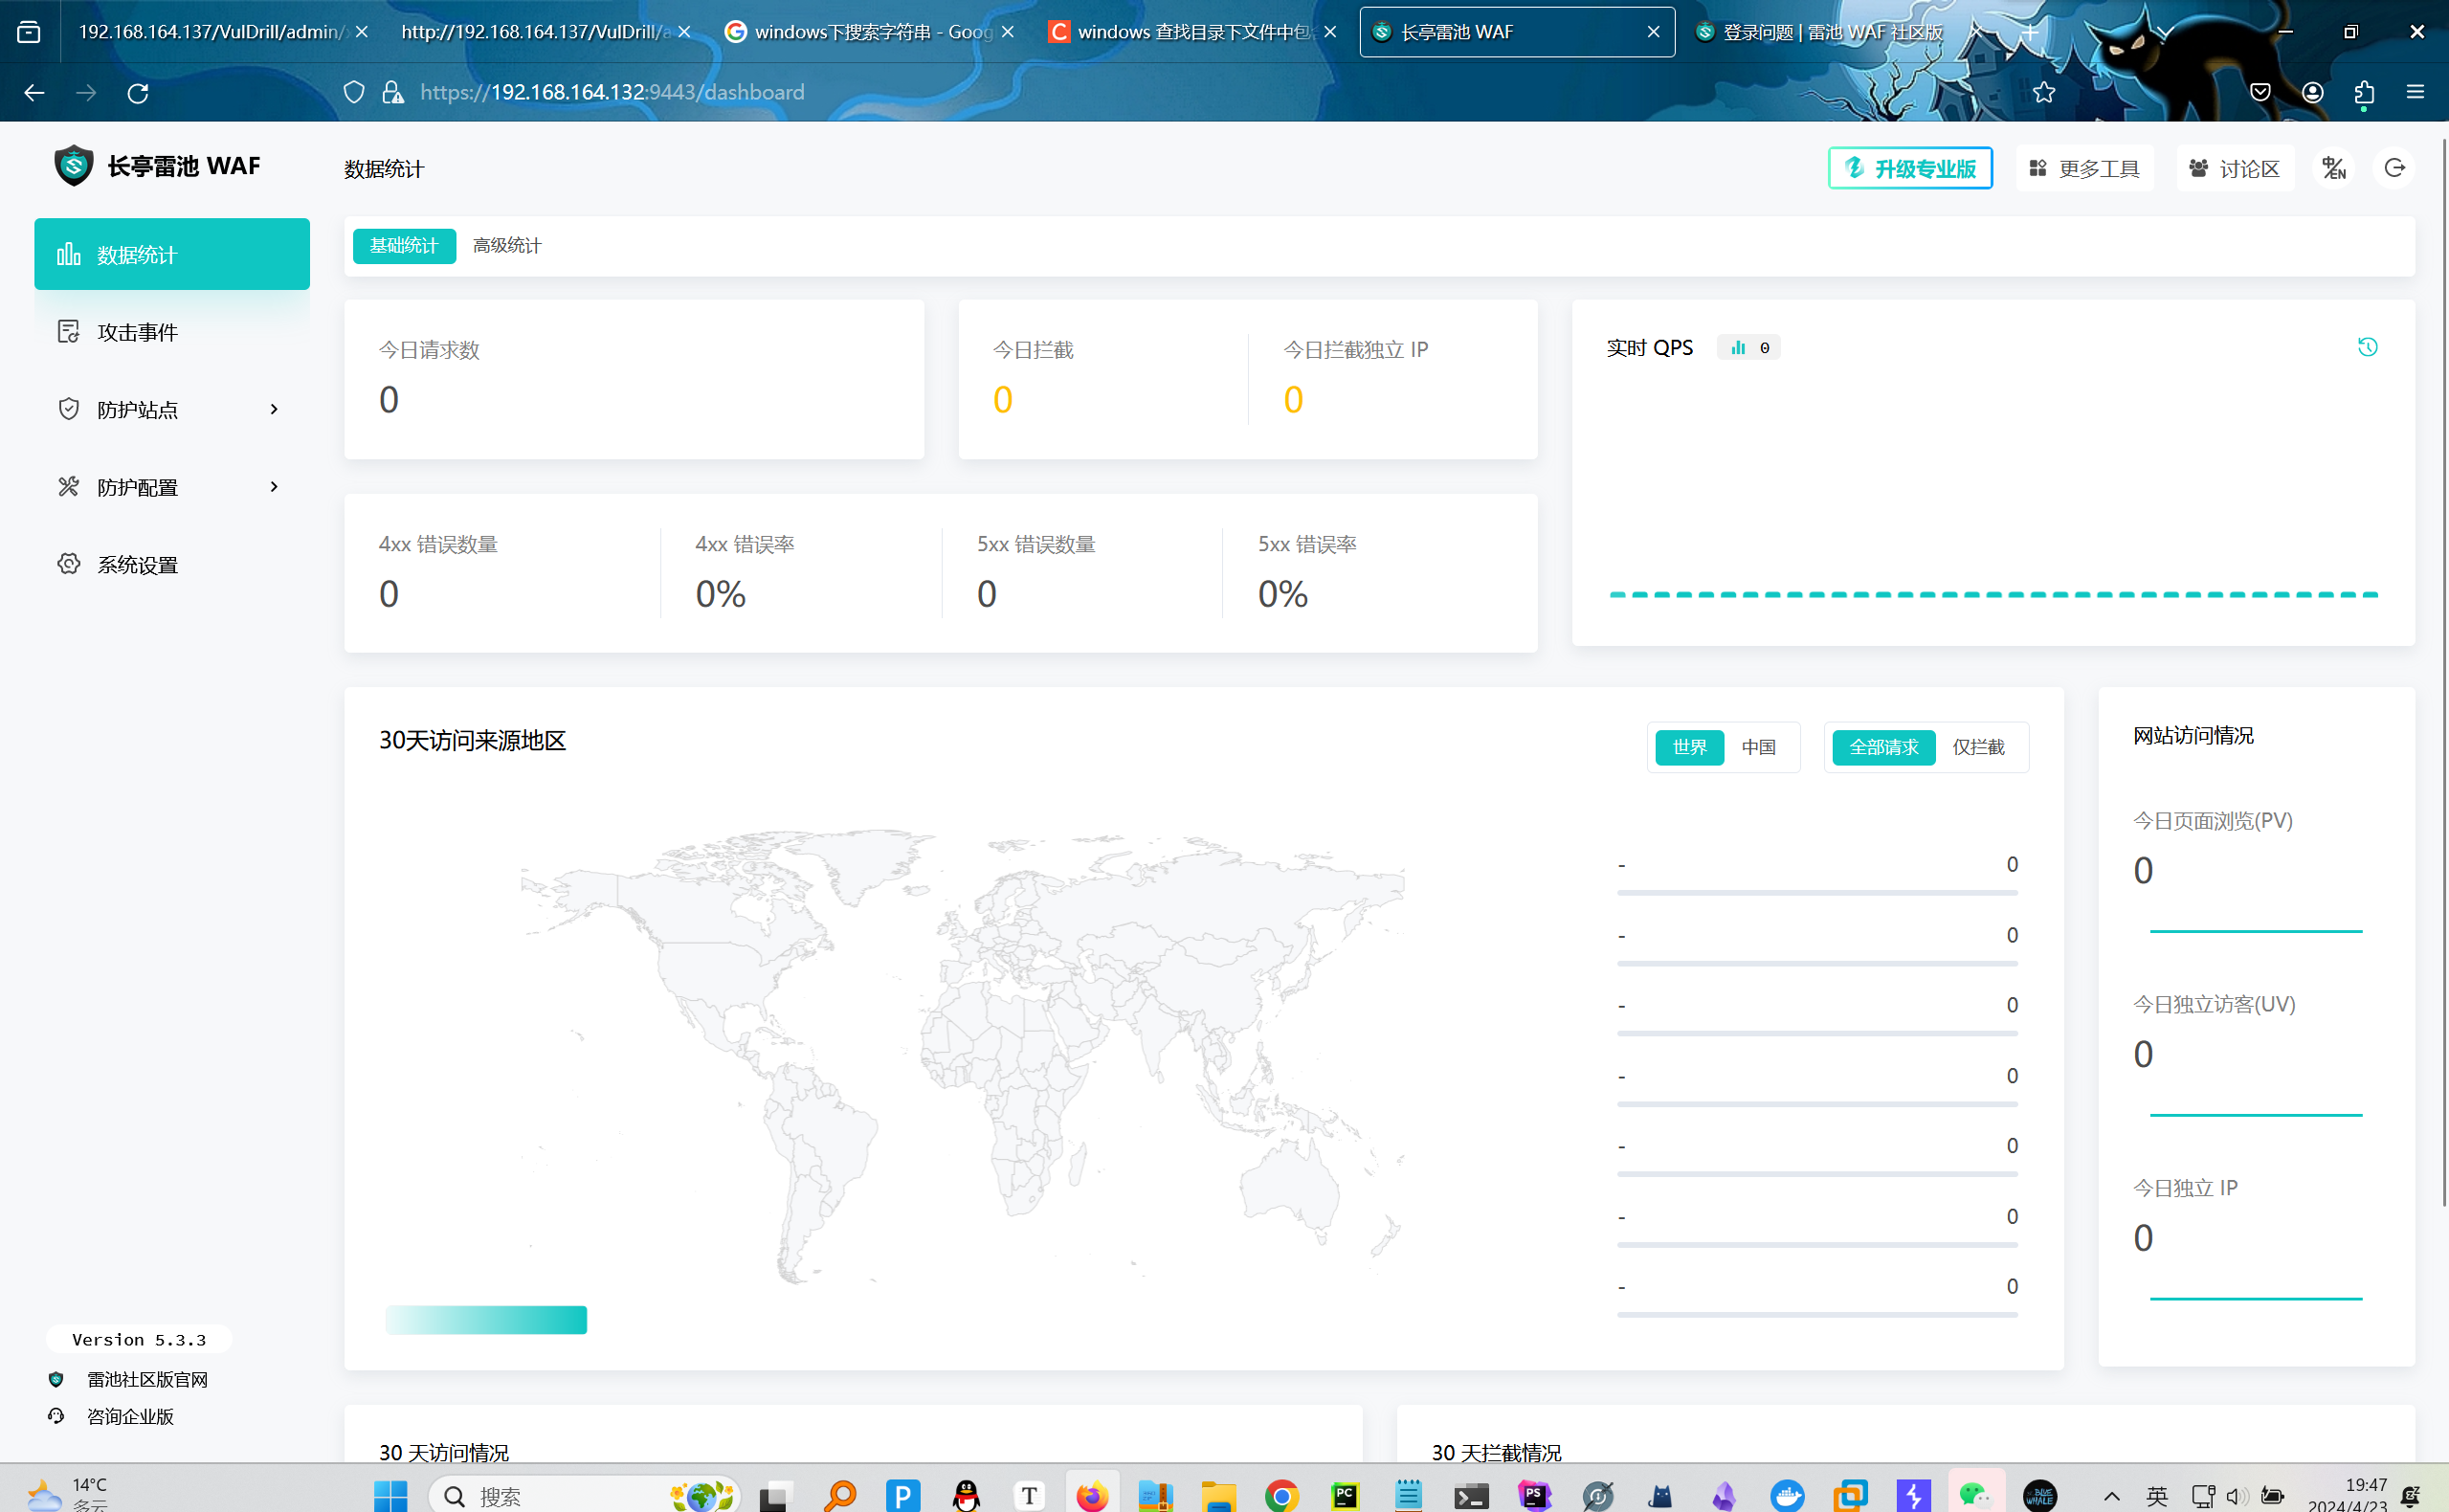 192.168.164.137/VulDrill/admin/
http://192.168.164.137/VulDrill/a
windows下搜索字符串 - Goog
windows 查找目录下文件中包
长亭雷池 WAF
登录问题 | 雷池 WAF 社区版
https://192.168.164.132:9443/dashboard
长亭雷池 WAF
数据统计
升级专业版
更多工具
讨论区
中/EN
数据统计
攻击事件
防护站点
防护配置
系统设置
基础统计
高级统计
今日请求数
0
今日拦截
0
今日拦截独立 IP
0
实时 QPS
0
4xx 错误数量
0
4xx 错误率
0%
5xx 错误数量
0
5xx 错误率
0%
30天访问来源地区
世界
中国
全部请求
仅拦截
- 0
- 0
- 0
- 0
- 0
- 0
- 0
网站访问情况
今日页面浏览(PV)
0
今日独立访客(UV)
0
今日独立 IP
0
Version 5.3.3
雷池社区版官网
咨询企业版
30 天访问情况
30 天拦截情况
14°C
多云
搜索
英
19:47
2024/4/23